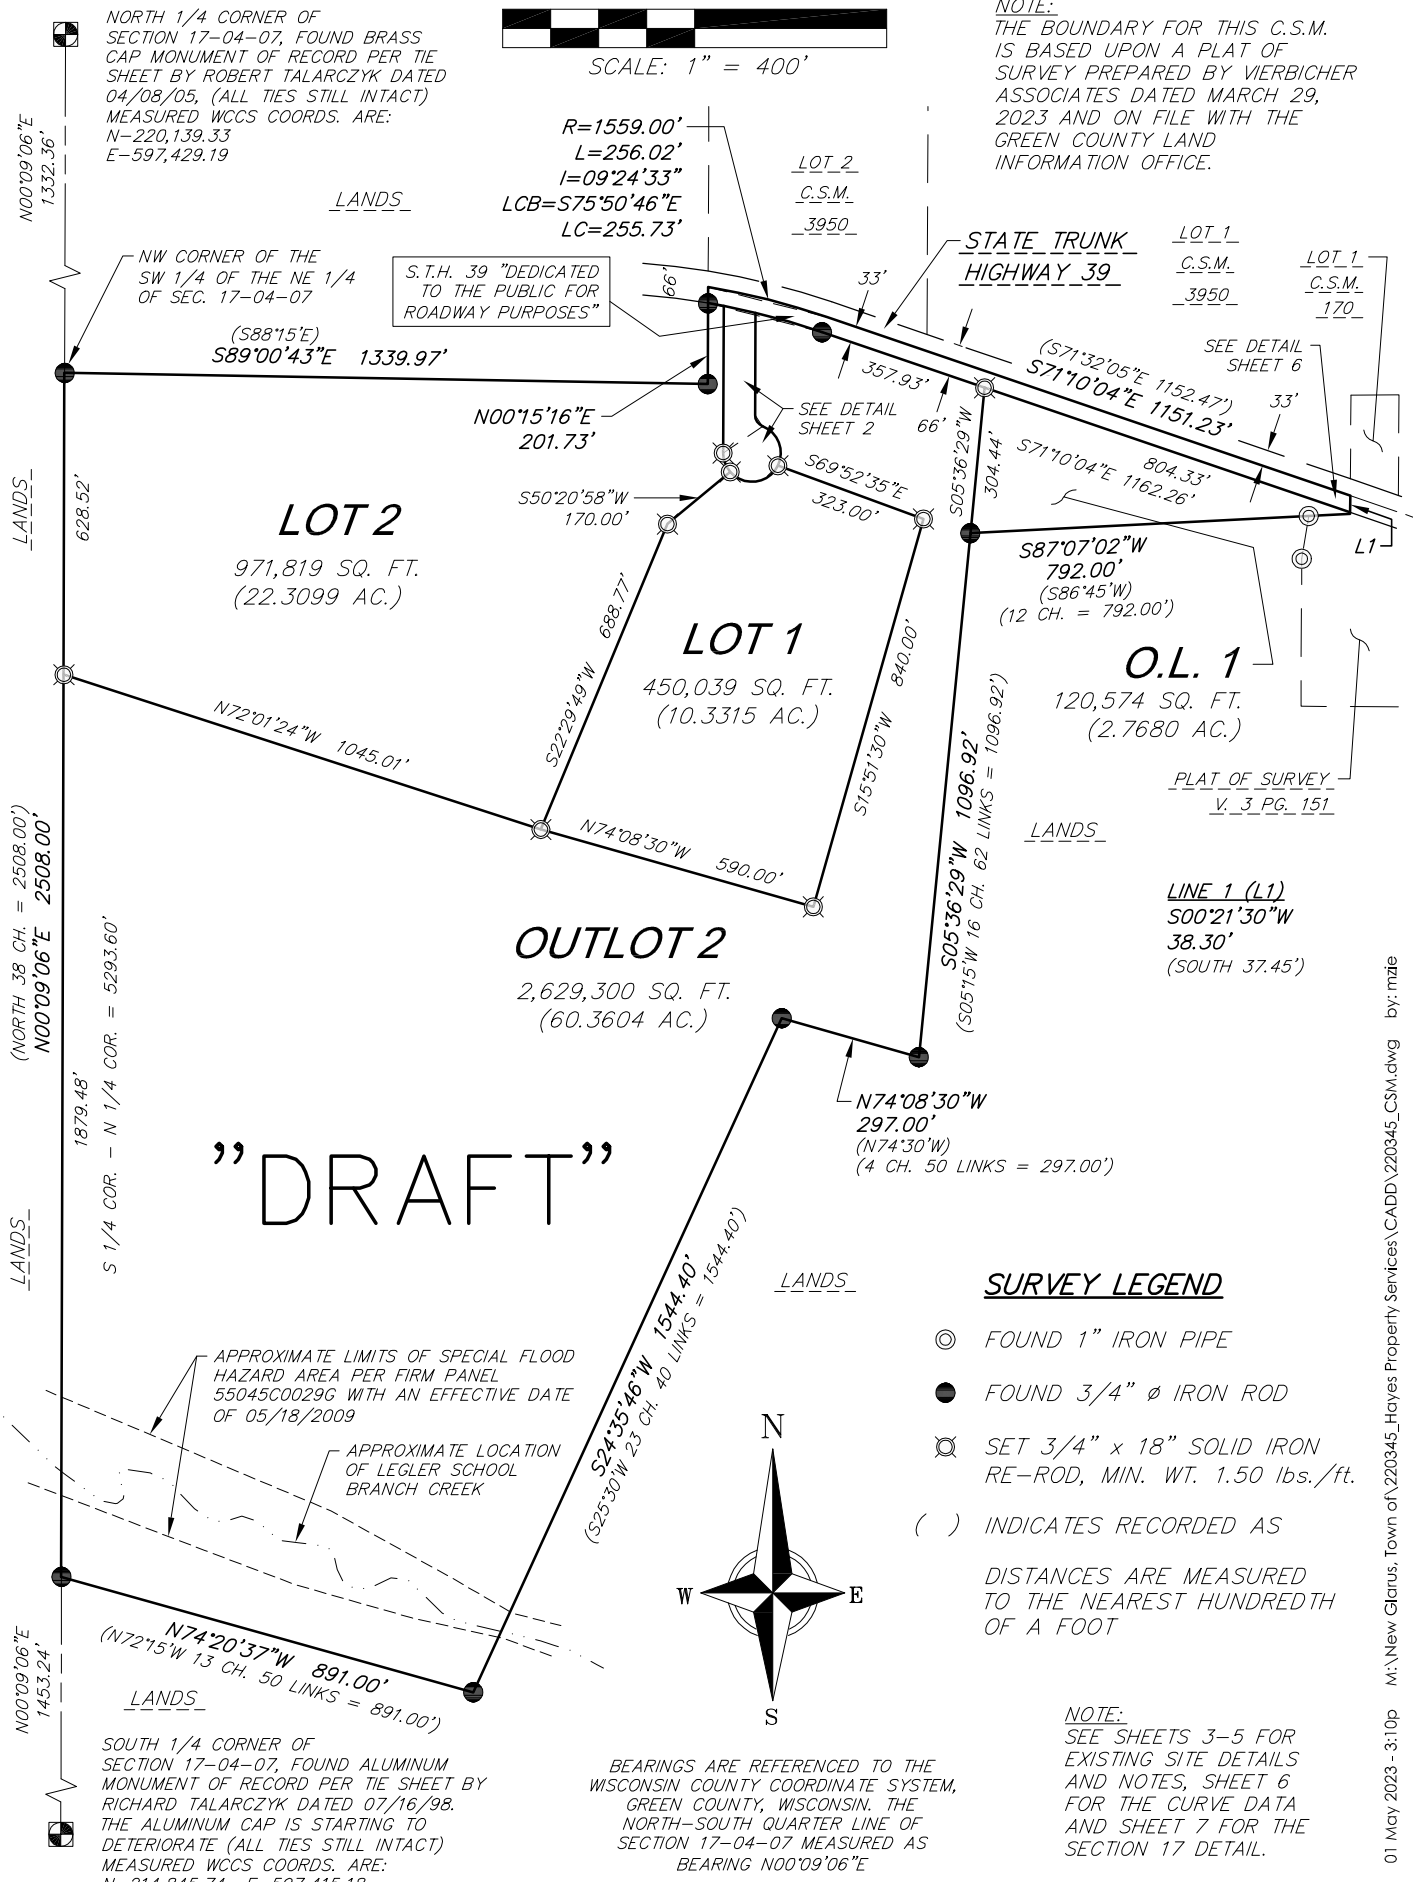 NORTH 1/4 CORNER OF
SECTION 17-04-07, FOUND BRASS
CAP MONUMENT OF RECORD PER TIE
SHEET BY ROBERT TALARCZYK DATED
04/08/05, (ALL TIES STILL INTACT)
MEASURED WCCS COORDS. ARE:
N-220,139.33
E-597,429.19
SCALE: 1" = 400'
NOTE:
THE BOUNDARY FOR THIS C.S.M.
IS BASED UPON A PLAT OF
SURVEY PREPARED BY VIERBICHER
ASSOCIATES DATED MARCH 29,
2023 AND ON FILE WITH THE
GREEN COUNTY LAND
INFORMATION OFFICE.
N00°09'06"E
1332.36'
R=1559.00'
L=256.02'
I=09°24'33"
LCB=S75°50'46"E
LC=255.73'
LOT 2
C.S.M.
3950
LANDS
STATE TRUNK
HIGHWAY 39
LOT 1
C.S.M.
3950
LOT 1
C.S.M.
170
NW CORNER OF THE
SW 1/4 OF THE NE 1/4
OF SEC. 17-04-07
S.T.H. 39 "DEDICATED
TO THE PUBLIC FOR
ROADWAY PURPOSES"
66'
33'
(S88°15'E)
S89°00'43"E 1339.97'
(S71°32'05"E 1152.47')
S71°10'04"E 1151.23'
SEE DETAIL
SHEET 6
357.93'
33'
N00°15'16"E
201.73'
SEE DETAIL
SHEET 2
66'
S05°36'29"W
304.44'
804.33'
S71°10'04"E 1162.26'
S69°52'35"E
323.00'
S50°20'58"W
170.00'
LANDS
628.52'
LOT 2
971,819 SQ. FT.
(22.3099 AC.)
S87°07'02"W
792.00'
(S86°45'W)
(12 CH. = 792.00')
L1
S22°29'49"W 688.77'
LOT 1
450,039 SQ. FT.
(10.3315 AC.)
S15°51'30"W 840.00'
O.L. 1
120,574 SQ. FT.
(2.7680 AC.)
N72°01'24"W 1045.01'
PLAT OF SURVEY
V. 3 PG. 151
N74°08'30"W 590.00'
LANDS
S05°36'29"W 1096.92'
(S05°15'W 16 CH. 62 LINKS = 1096.92')
LINE 1 (L1)
S00°21'30"W
38.30'
(SOUTH 37.45')
(NORTH 38 CH. = 2508.00')
N00°09'06"E 2508.00'
S 1/4 COR. - N 1/4 COR. = 5293.60'
1879.48'
OUTLOT 2
2,629,300 SQ. FT.
(60.3604 AC.)
N74°08'30"W
297.00'
(N74°30'W)
(4 CH. 50 LINKS = 297.00')
"DRAFT"
LANDS
S24°35'46"W 1544.40'
(S25°30'W 23 CH. 40 LINKS = 1544.40')
LANDS
SURVEY LEGEND
FOUND 1" IRON PIPE
FOUND 3/4" ø IRON ROD
SET 3/4" x 18" SOLID IRON
RE-ROD, MIN. WT. 1.50 lbs./ft.
( ) INDICATES RECORDED AS
DISTANCES ARE MEASURED
TO THE NEAREST HUNDREDTH
OF A FOOT
APPROXIMATE LIMITS OF SPECIAL FLOOD
HAZARD AREA PER FIRM PANEL
55045C0029G WITH AN EFFECTIVE DATE
OF 05/18/2009
APPROXIMATE LOCATION
OF LEGLER SCHOOL
BRANCH CREEK
N
W E
S
N74°20'37"W 891.00'
(N72°15'W 13 CH. 50 LINKS = 891.00')
N00°09'06"E
1453.24'
LANDS
SOUTH 1/4 CORNER OF
SECTION 17-04-07, FOUND ALUMINUM
MONUMENT OF RECORD PER TIE SHEET BY
RICHARD TALARCZYK DATED 07/16/98.
THE ALUMINUM CAP IS STARTING TO
DETERIORATE (ALL TIES STILL INTACT)
MEASURED WCCS COORDS. ARE:
BEARINGS ARE REFERENCED TO THE
WISCONSIN COUNTY COORDINATE SYSTEM,
GREEN COUNTY, WISCONSIN. THE
NORTH-SOUTH QUARTER LINE OF
SECTION 17-04-07 MEASURED AS
BEARING N00°09'06"E
NOTE:
SEE SHEETS 3-5 FOR
EXISTING SITE DETAILS
AND NOTES, SHEET 6
FOR THE CURVE DATA
AND SHEET 7 FOR THE
SECTION 17 DETAIL.
01 May 2023 - 3:10p M:\New Glarus, Town of\220345_Hayes Property Services\CADD\220345_CSM.dwg by: mzie